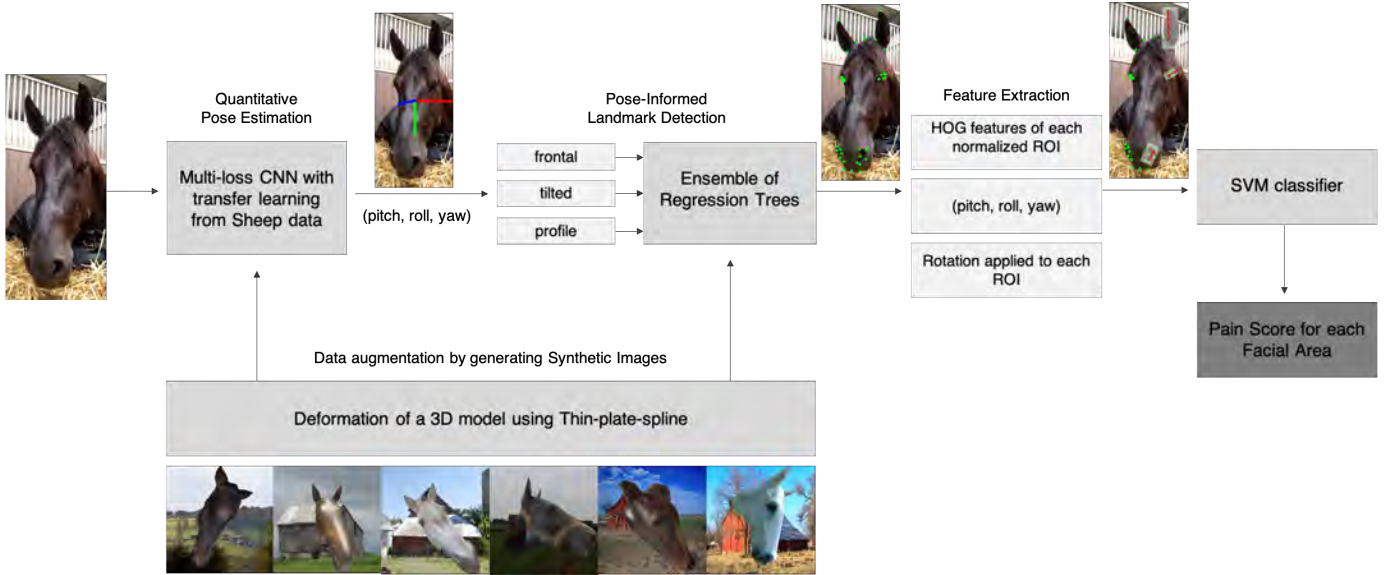 Quantitative
Pose Estimation
Multi-loss CNN with
transfer learning
from Sheep data
(pitch, roll, yaw)
Pose-Informed
Landmark Detection
frontal
tilted
profile
Ensemble of
Regression Trees
Feature Extraction
HOG features of each
normalized ROI
(pitch, roll, yaw)
Rotation applied to each
ROI
SVM classifier
Pain Score for each
Facial Area
Data augmentation by generating Synthetic Images
Deformation of a 3D model using Thin-plate-spline